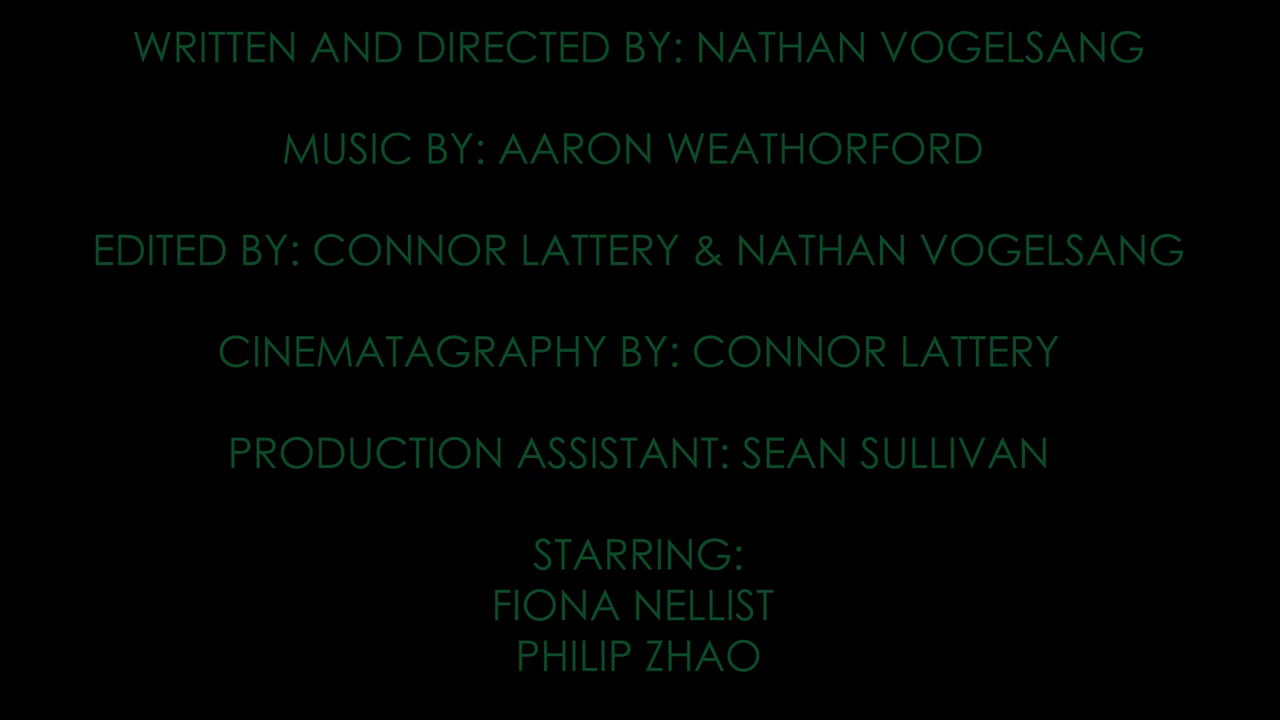 WRITTEN AND DIRECTED BY: NATHAN VOGELSANG
MUSIC BY: AARON WEATHORFORD
EDITED BY: CONNOR LATTERY & NATHAN VOGELSANG
CINEMATAGRAPHY BY: CONNOR LATTERY
PRODUCTION ASSISTANT: SEAN SULLIVAN
STARRING:
FIONA NELLIST
PHILIP ZHAO